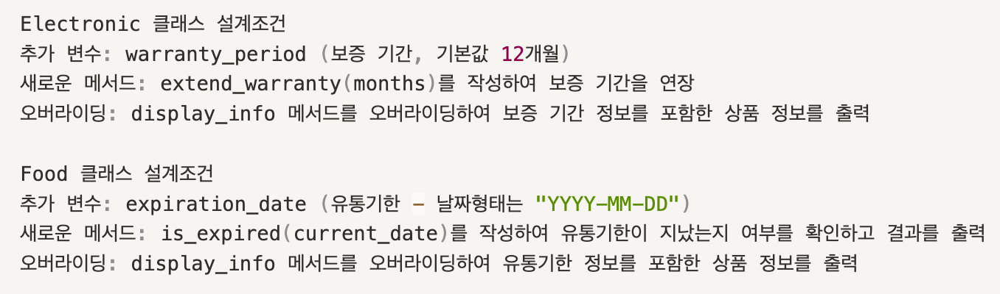 Electronic 클래스 설계조건
추가 변수: warranty_period (보증 기간, 기본값 12개월)
새로운 메서드: extend_warranty(months)를 작성하여 보증 기간을 연장
오버라이딩: display_info 메서드를 오버라이딩하여 보증 기간 정보를 포함한 상품 정보를 출력
Food 클래스 설계조건
추가 변수: expiration_date (유통기한 - 날짜형태는 "YYYY-MM-DD")
새로운 메서드: is_expired(current_date)를 작성하여 유통기한이 지났는지 여부를 확인하고 결과를 출력
오버라이딩: display_info 메서드를 오버라이딩하여 유통기한 정보를 포함한 상품 정보를 출력